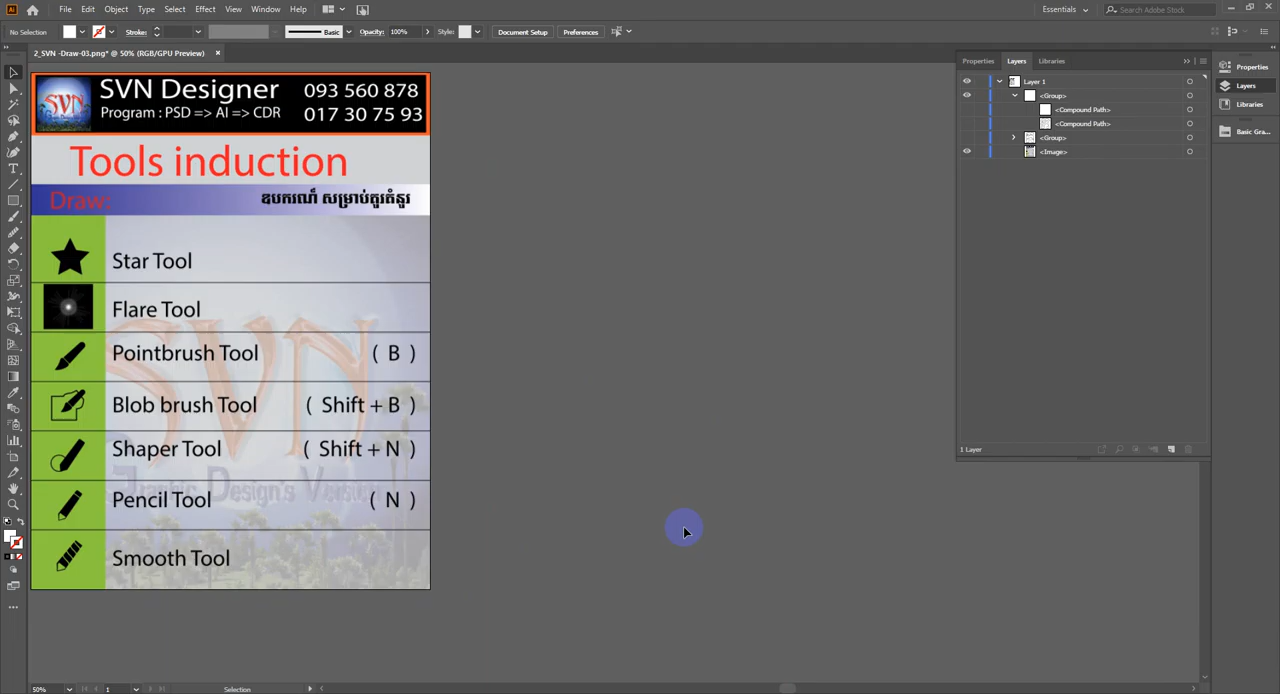 File Edit Object Type Select Effect View Window Help
Essentials
Search Adobe Stock
No Selection
Stroke:
Basic
Opacity: 100%
Style:
Document Setup
Preferences
2_SVN -Draw-03.png* @ 50% (RGB/GPU Preview)
SVN
SVN Designer 093 560 878
Program : PSD => AI => CDR 017 30 75 93
Tools induction
Draw: ឧបករណ៍ សម្រាប់គូរគំនូរ
Star Tool
Flare Tool
Pointbrush Tool ( B )
Blob brush Tool ( Shift + B )
Shaper Tool ( Shift + N )
Pencil Tool ( N )
Smooth Tool
SVN
Graphic Design's Version
Properties Layers Libraries
Layer 1
<Group>
<Compound Path>
<Compound Path>
<Group>
<Image>
1 Layer
Properties
Layers
Libraries
Basic Gra...
50%
1
Selection